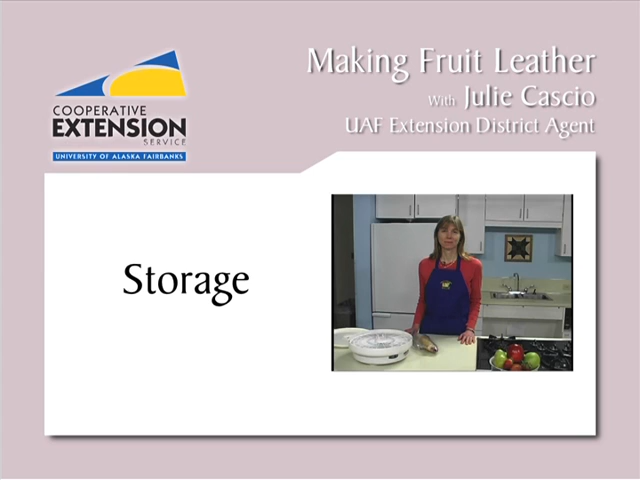 Making Fruit Leather
With Julie Cascio
UAF Extension District Agent
COOPERATIVE
EXTENSION
SERVICE
UNIVERSITY OF ALASKA FAIRBANKS
Storage